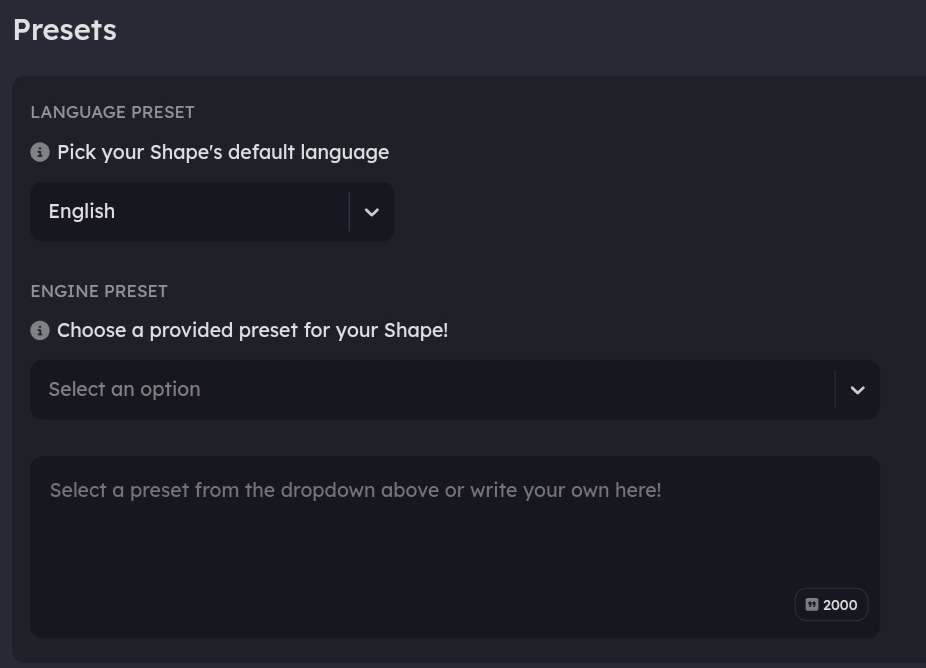 Presets
LANGUAGE PRESET
Pick your Shape's default language
English
ENGINE PRESET
Choose a provided preset for your Shape!
Select an option
Select a preset from the dropdown above or write your own here!
2000